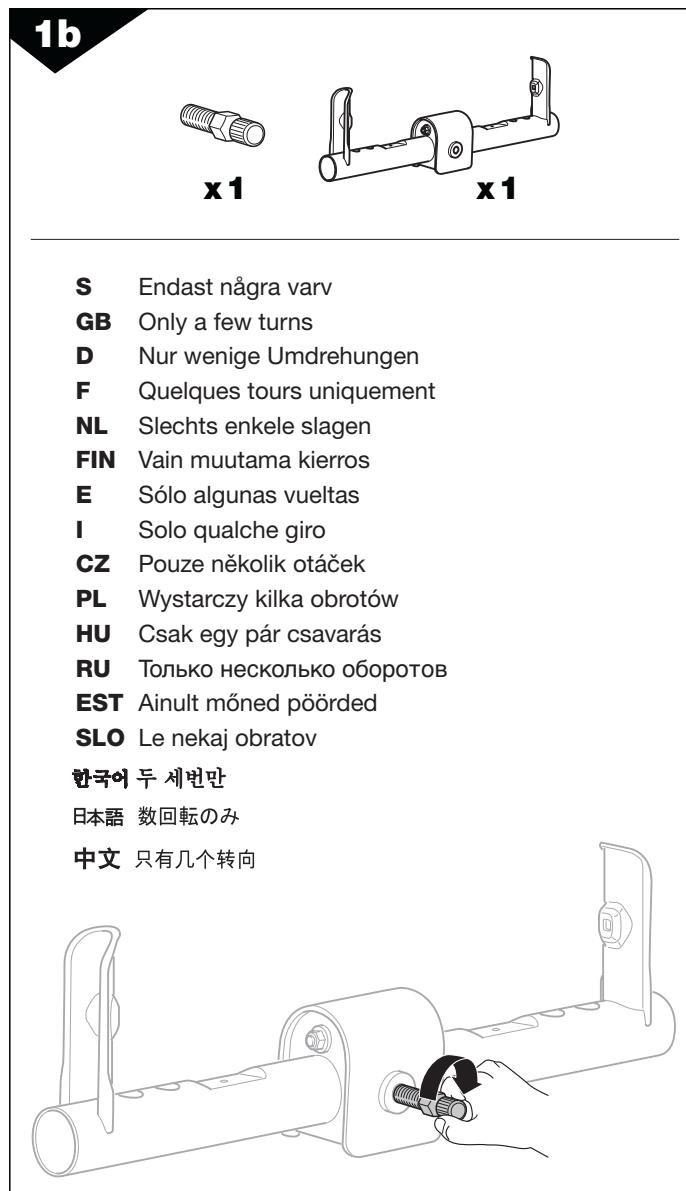 1b
x 1 x 1
S Endast några varv
GB Only a few turns
D Nur wenige Umdrehungen
F Quelques tours uniquement
NL Slechts enkele slagen
FIN Vain muutama kierros
E Sólo algunas vueltas
I Solo qualche giro
CZ Pouze několik otáček
PL Wystarczy kilka obrotów
HU Csak egy pár csavarás
RU Только несколько оборотов
EST Ainult mőned pöörded
SLO Le nekaj obratov
한국어 두 세번만
日本語 数回転のみ
中文 只有几个转向